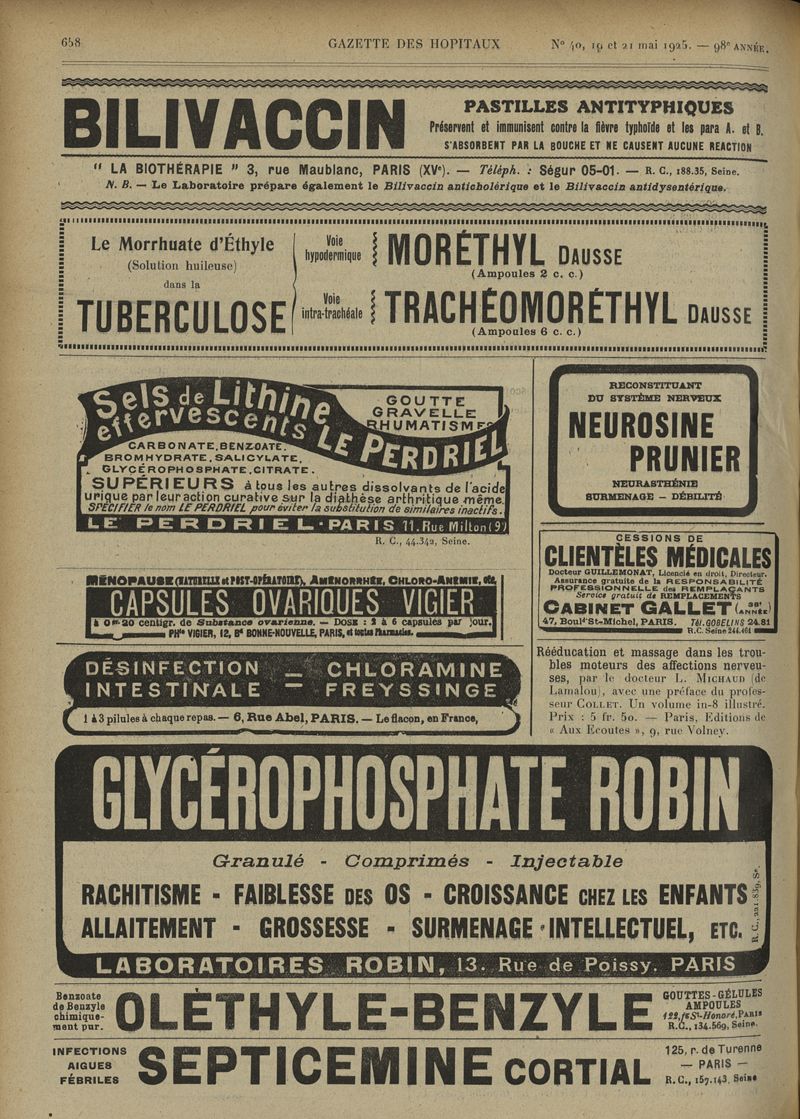 658 GAZETTE DES HOPITAUX N° 40, 19 et 21 mai 1925. — 98e ANNÉE.
BILIVACCIN
PASTILLES ANTITYPHIQUES
Préservent et immunisent contre la fièvre typhoïde et les para A. et B.
S'ABSORBENT PAR LA BOUCHE ET NE CAUSENT AUCUNE REACTION
" LA BIOTHÉRAPIE " 3, rue Maublanc, PARIS (XVe). — Téléph. : Ségur 05-01. — R. C., 188.35, Seine.
N. B. — Le Laboratoire prépare également le Bilivaccin anticholérique et le Bilivaccin antidysentérique.
Le Morrhuate d'Éthyle
(Solution huileuse)
dans la
TUBERCULOSE
Voie
hypodermique
MORÉTHYL DAUSSE
(Ampoules 2 c. c.)
Voie
intra-trachéale
TRACHÉOMORÉTHYL DAUSSE
(Ampoules 6 c. c.)
Sels de Lithine
effervescents LE PERDRIEL
GOUTTE
GRAVELLE
RHUMATISMES
CARBONATE, BENZOATE.
BROMHYDRATE, SALICYLATE.
GLYCÉROPHOSPHATE, CITRATE.
SUPÉRIEURS à tous les autres dissolvants de l'acide
urique par leur action curative sur la diathèse arthritique même.
SPÉCIFIER le nom LE PERDRIEL pour éviter la substitution de similaires inactifs.
LE PERDRIEL - PARIS 11. Rue Milton (9e)
R. C., 44.342, Seine.
RECONSTITUANT
DU SYSTÈME NERVEUX
NEUROSINE
PRUNIER
NEURASTHÉNIE
SURMENAGE — DÉBILITÉ
CESSIONS DE
CLIENTÈLES MÉDICALES
Docteur GUILLEMONAT, Licencié en droit, Directeur.
Assurance gratuite de la RESPONSABILITÉ
PROFESSIONNELLE des REMPLAÇANTS
Service gratuit de REMPLACEMENTS
CABINET GALLET (38e ANNÉE)
47, Bould St-Michel, PARIS. Tél. GOBELINS 24.81
R.C. Seine 244.461
MÉNOPAUSE (NATURELLE et POST-OPÉRATOIRE), AMÉNORRHÉE, CHLORO-ANÉMIE, etc.
CAPSULES OVARIQUES VIGIER
à 0 gr. 20 centigr. de Substance ovarienne. — DOSE : 2 à 6 capsules par jour.
PHie VIGIER, 12, Bd BONNE-NOUVELLE, PARIS, et toutes Pharmacies.
DÉSINFECTION — CHLORAMINE
INTESTINALE — FREYSSINGE
1 à 3 pilules à chaque repas. — 6, Rue Abel, PARIS. — Le flacon, en France,
Rééducation et massage dans les trou-
bles moteurs des affections nerveu-
ses, par le docteur L. MICHAUD (de
Lamalou), avec une préface du profes-
seur COLLET. Un volume in-8 illustré.
Prix : 5 fr. 50. — Paris, Editions de
« Aux Ecoutes », 9, rue Volney.
GLYCÉROPHOSPHATE ROBIN
Granulé - Comprimés - Injectable
RACHITISME - FAIBLESSE DES OS - CROISSANCE CHEZ LES ENFANTS
ALLAITEMENT - GROSSESSE - SURMENAGE INTELLECTUEL, ETC.
R. C., 221.839, Se.
LABORATOIRES ROBIN, 13. Rue de Poissy. PARIS
Benzoate
de Benzyle
chimique-
ment pur.
OLÉTHYLE-BENZYLE
GOUTTES - GÉLULES
AMPOULES
122, fg St-Honoré, PARIS
R.C., 134.569, Seine.
INFECTIONS
AIGUES
FÉBRILES
SEPTICEMINE CORTIAL
125, r. de Turenne
— PARIS —
R.C., 157.143, Seine